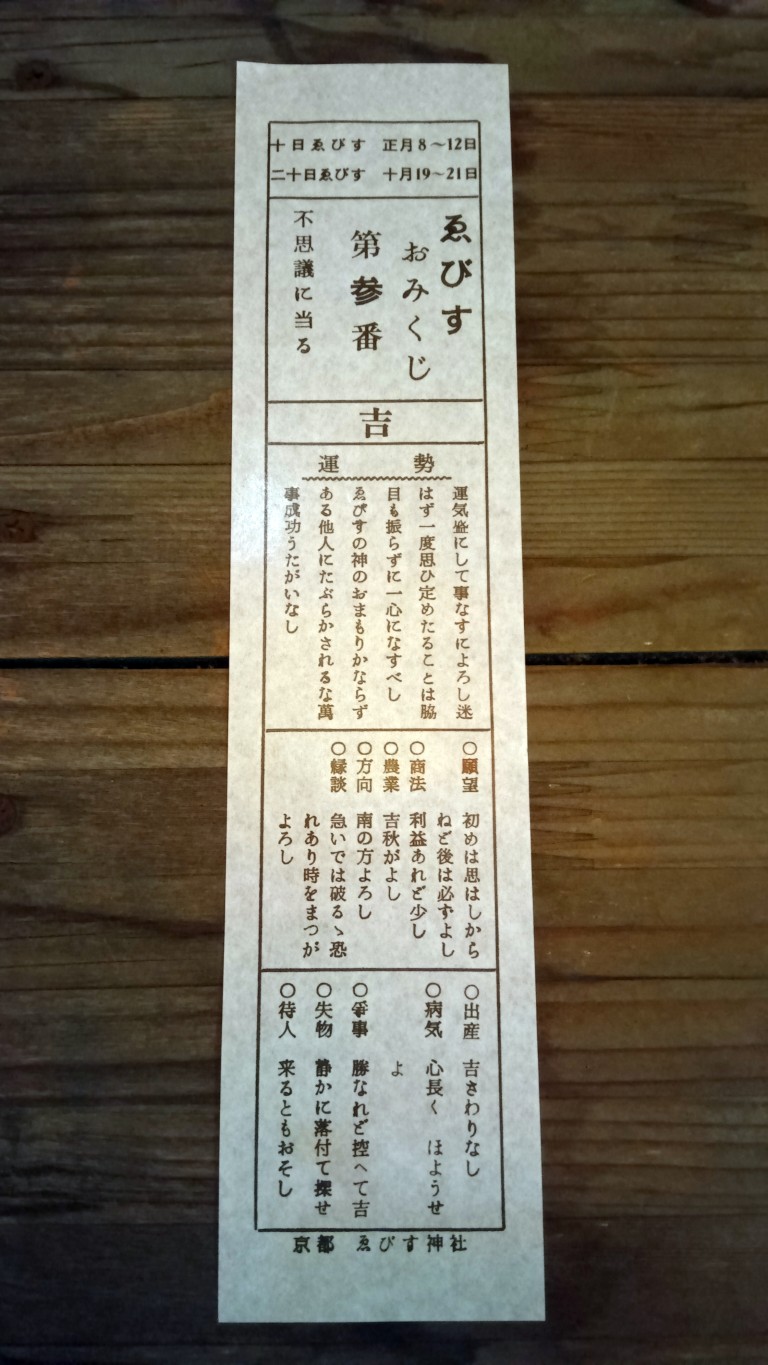 十日ゑびす 正月8～12日
二十日ゑびす 十月19～21日
ゑびす
おみくじ
第参番
不思議に当る
吉
運勢
運気盛にして事なすによろし迷
はず一度思ひ定めたることは脇
目も振らずに一心になすべし
ゑびすの神のおまもりかならず
ある他人にたぶらかされるな萬
事成功うたがいなし
○願望 初めは思はしから
ねど後は必ずよし
○商法 利益あれど少し
○農業 吉秋がよし
○方向 南の方よろし
○縁談 急いでは破るゝ恐
れあり時をまつが
よろし
○出産 吉さわりなし
○病気 心長く ほようせ
よ
○争事 勝なれど控へて吉
○失物 静かに落付て探せ
○待人 来るともおそし
京都 ゑびす神社